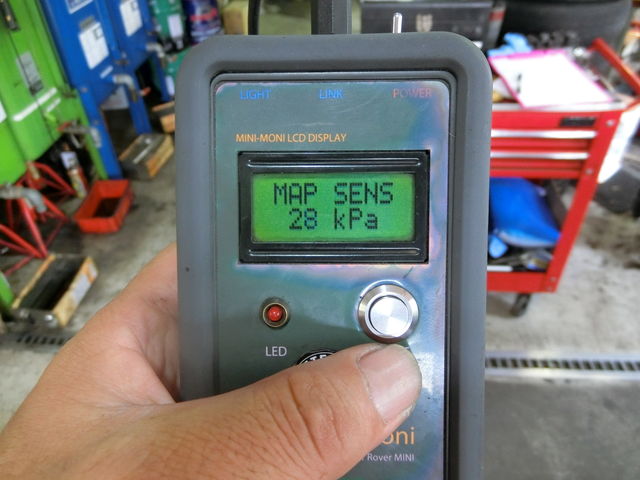 LIGHT LINK POWER
MINI-MONI LCD DISPLAY
MAP SENS
28 kPa
LED
oni
Rover MINI